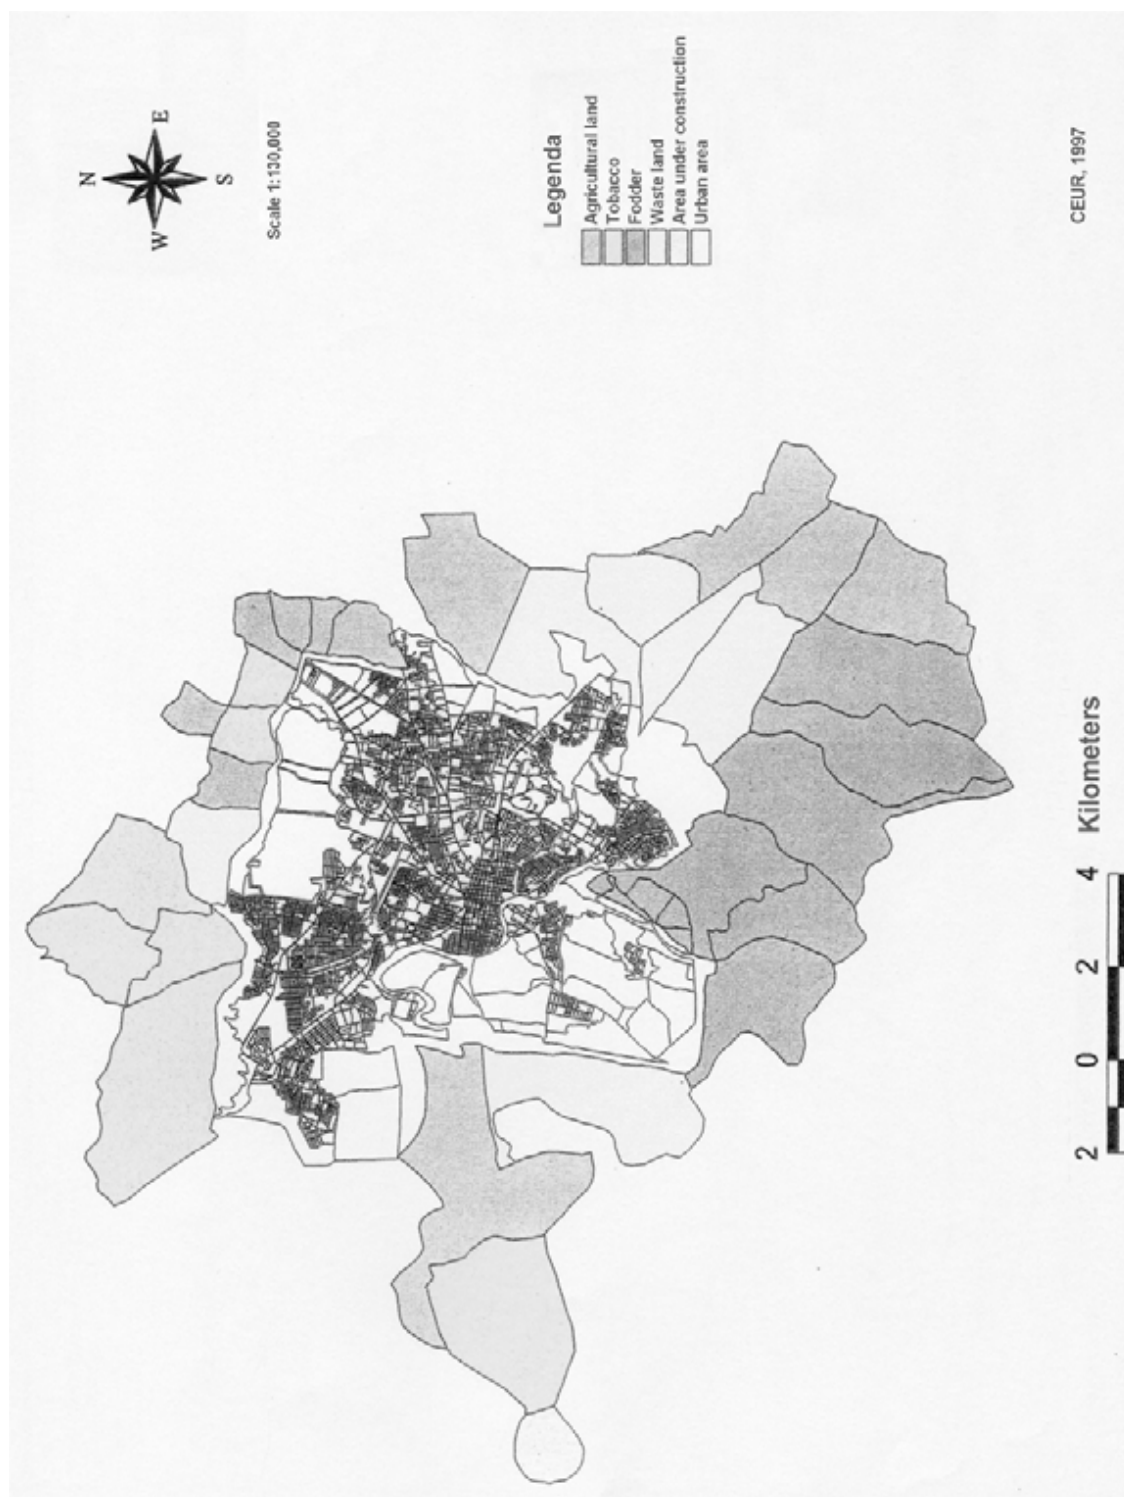 N
W E
S
Scale 1:130,000
Legenda
Agricultural land
Tobacco
Fodder
Waste land
Area under construction
Urban area
CEUR, 1997
2 0 2 4 Kilometers